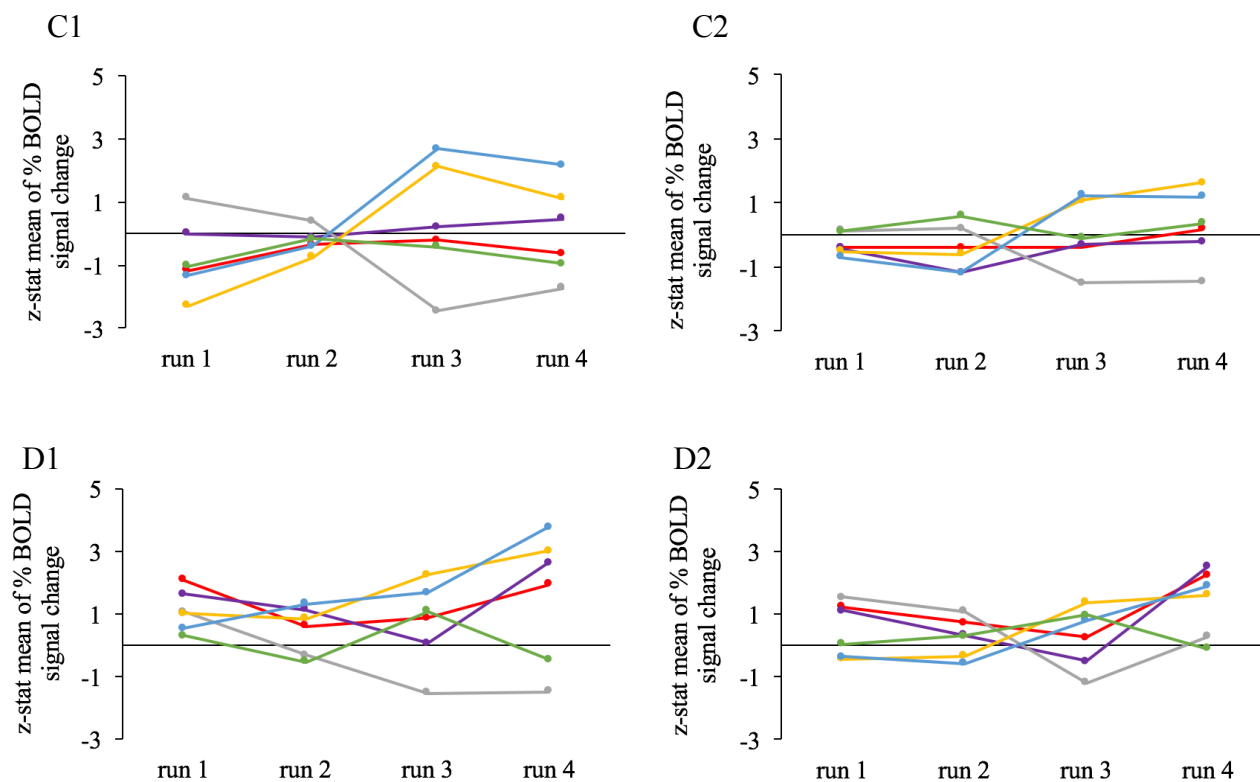 C1
z-stat mean of % BOLD
signal change
5
3
1
-1
-3
run 1 run 2 run 3 run 4
C2
z-stat mean of % BOLD
signal change
5
3
1
-1
-3
run 1 run 2 run 3 run 4
D1
z-stat mean of % BOLD
signal change
5
3
1
-1
-3
run 1 run 2 run 3 run 4
D2
z-stat mean of % BOLD
signal change
5
3
1
-1
-3
run 1 run 2 run 3 run 4